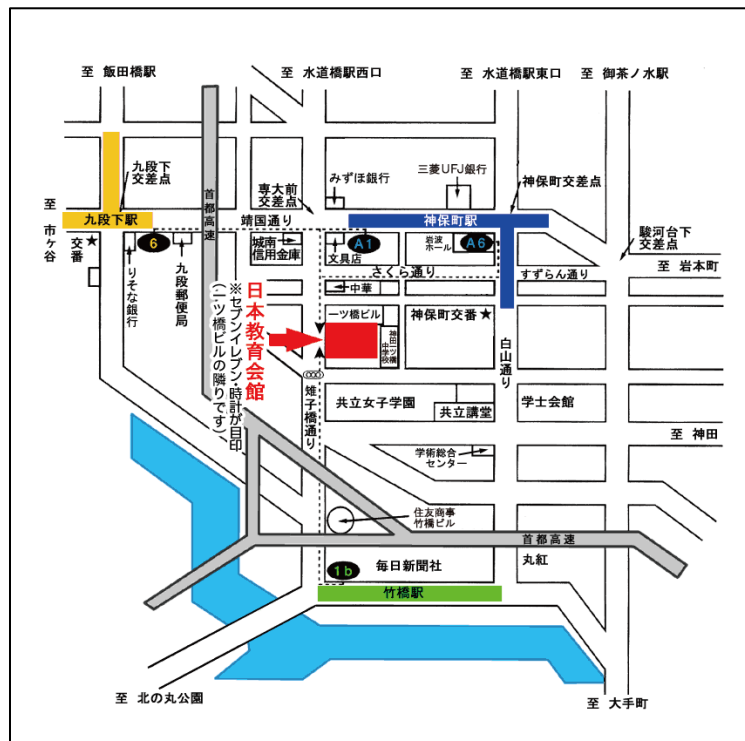 至 飯田橋駅
至 水道橋駅西口
至 水道橋駅東口
至 御茶ノ水駅
九段下
交差点
首都高速
専大前
交差点
みずほ銀行
三菱UFJ銀行
神保町交差点
至
市ヶ谷
九段下駅
靖国通り
神保町駅
駿河台下
交差点
交番★
6
りそな銀行
九段郵便局
城南
信用金庫
文具店
A1
岩波
ホール
A6
さくら通り
すずらん通り
至 岩本町
中華
日本教育会館
※セブンイレブン・時計が目印
(一ツ橋ビルの隣りです)
一ツ橋ビル
神田一ツ橋
中学校
神保町交番★
白山通り
雉子橋通り
共立女子学園
共立講堂
学士会館
至 神田
学術総合
センター
住友商事
竹橋ビル
首都高速
1b
毎日新聞社
丸紅
竹橋駅
至 北の丸公園
至 大手町